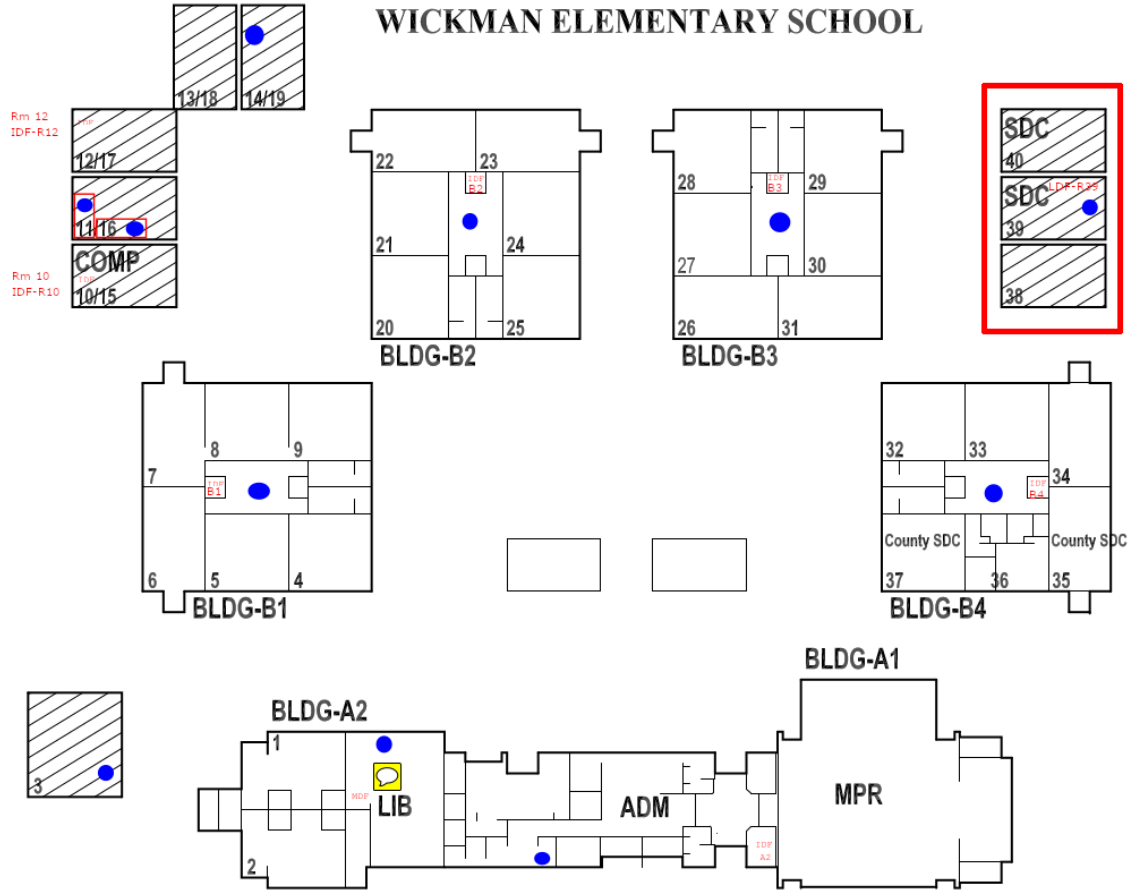 WICKMAN ELEMENTARY SCHOOL
13/18
14/19
Rm 12
IDF-R12
IDF
12/17
11/16
COMP
Rm 10
IDF-R10
IDF
10/15
22
23
IDF
B2
21
24
20
25
BLDG-B2
28
IDF
B3
29
27
30
26
31
BLDG-B3
SDC
40
SDC
IDF-R39
39
38
8
9
7
IDF
B1
6
5
4
BLDG-B1
32
33
34
IDF
B4
County SDC
County SDC
37
36
35
BLDG-B4
3
BLDG-A2
1
MDF
LIB
2
ADM
IDF
A2
BLDG-A1
MPR